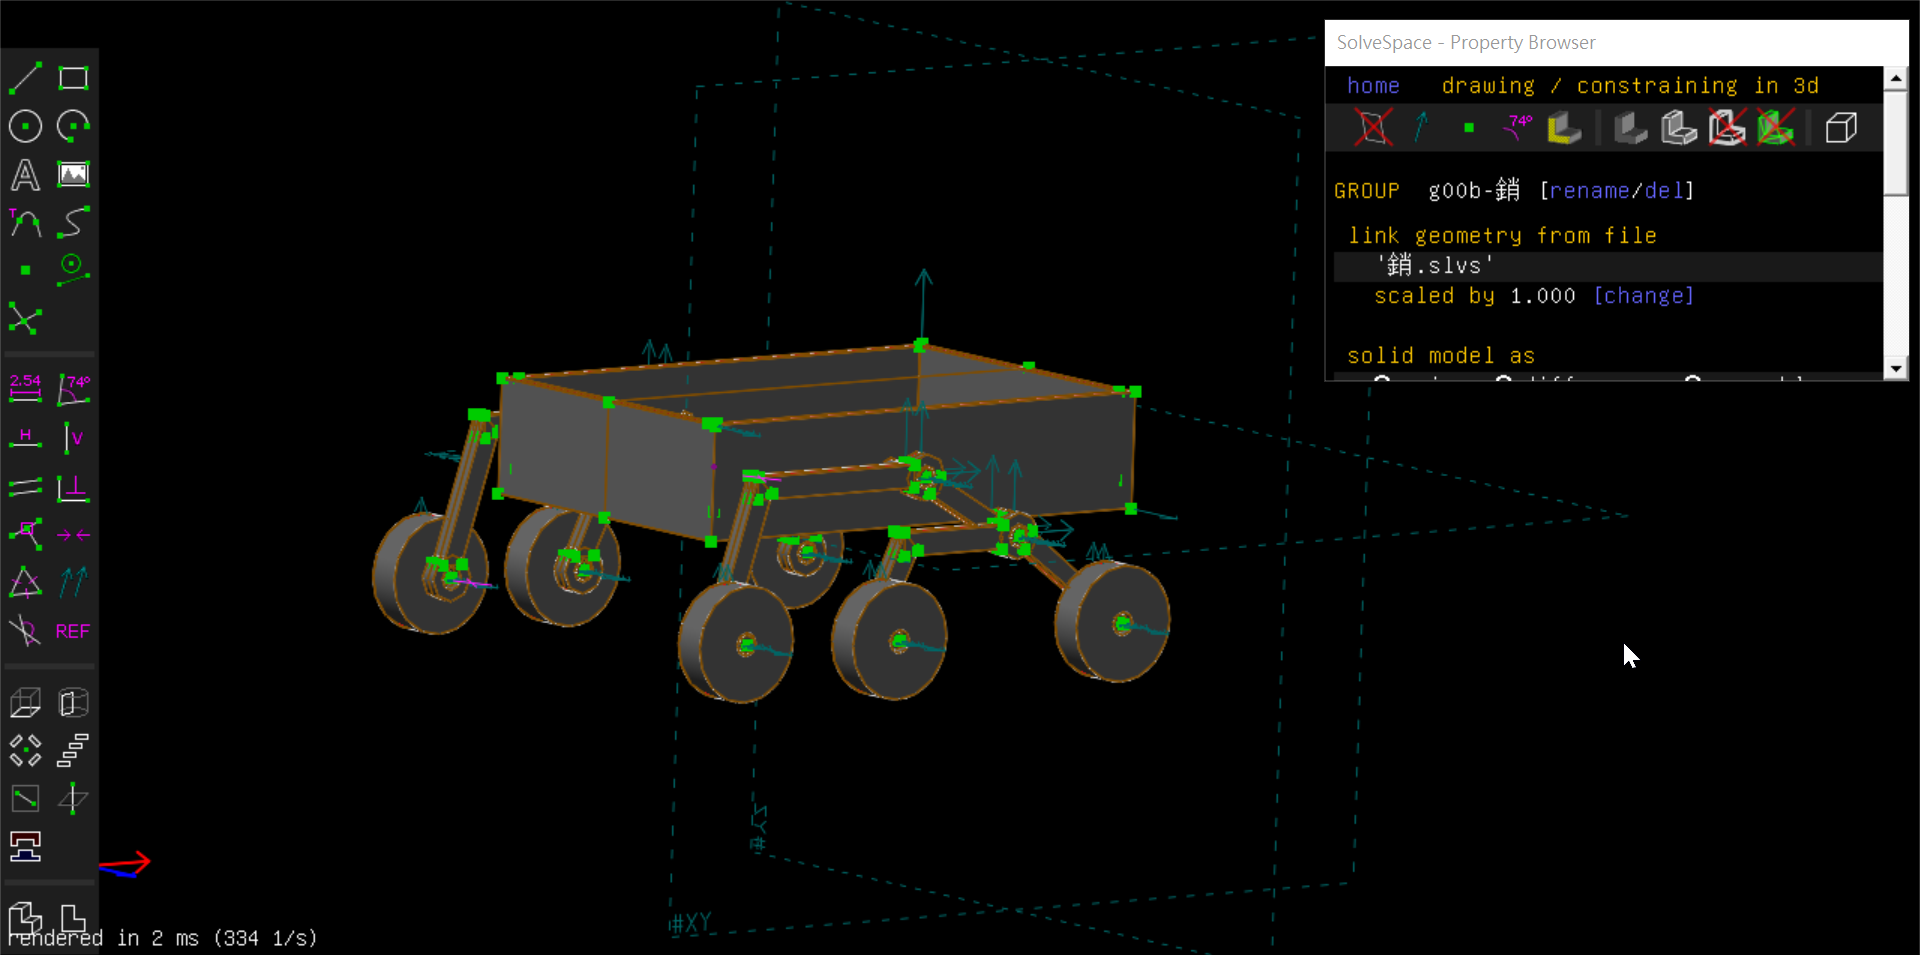 SolveSpace - Property Browser
home drawing / constraining in 3d
74°
GROUP g00b-銷 [rename/del]
link geometry from file
'銷.slvs'
scaled by 1.000 [change]
solid model as
A
T
2.54 74°
H V
REF
#XY
rendered in 2 ms (334 1/s)